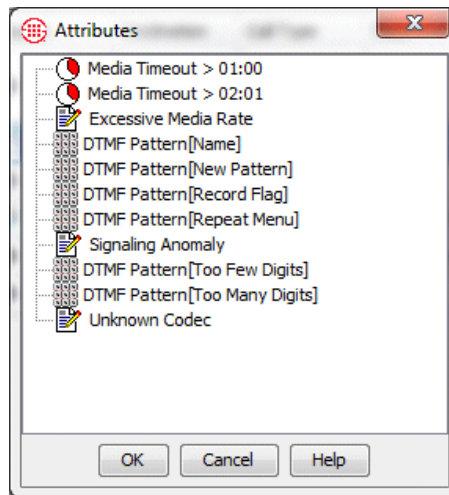 Attributes
Media Timeout > 01:00
Media Timeout > 02:01
Excessive Media Rate
DTMF Pattern[Name]
DTMF Pattern[New Pattern]
DTMF Pattern[Record Flag]
DTMF Pattern[Repeat Menu]
Signaling Anomaly
DTMF Pattern[Too Few Digits]
DTMF Pattern[Too Many Digits]
Unknown Codec
OK Cancel Help